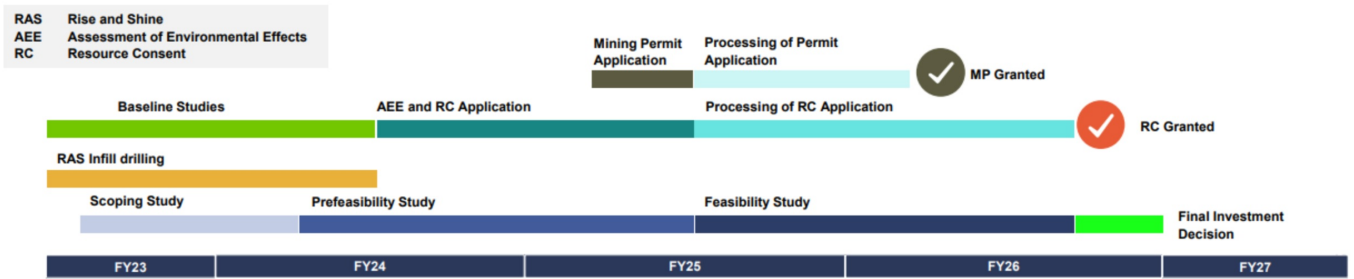 RAS Rise and Shine
AEE Assessment of Environmental Effects
RC Resource Consent
Mining Permit
Application
Processing of Permit
Application
MP Granted
Baseline Studies
AEE and RC Application
Processing of RC Application
RC Granted
RAS Infill drilling
Scoping Study
Prefeasibility Study
Feasibility Study
Final Investment
Decision
FY23
FY24
FY25
FY26
FY27